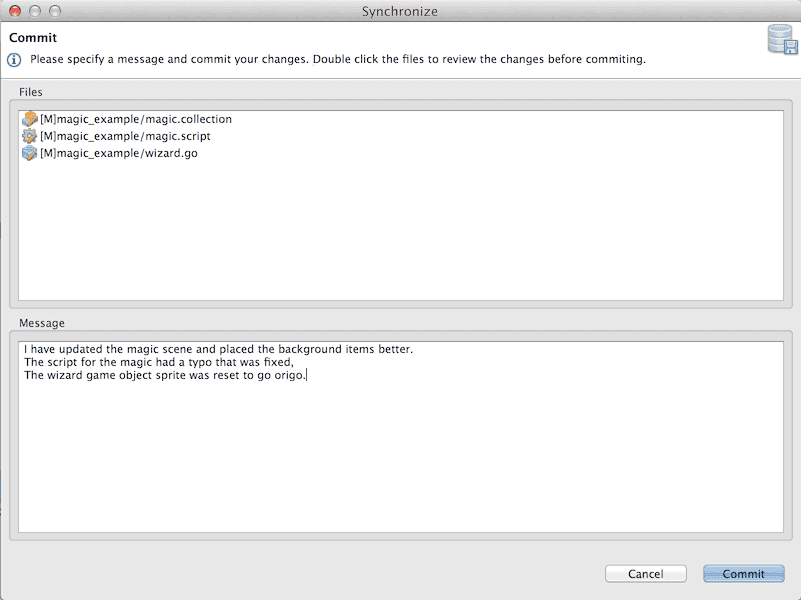 Synchronize
Commit
Please specify a message and commit your changes. Double click the files to review the changes before commiting.
Files
[M]magic_example/magic.collection
[M]magic_example/magic.script
[M]magic_example/wizard.go
Message
I have updated the magic scene and placed the background items better.
The script for the magic had a typo that was fixed,
The wizard game object sprite was reset to go origo.
Cancel
Commit